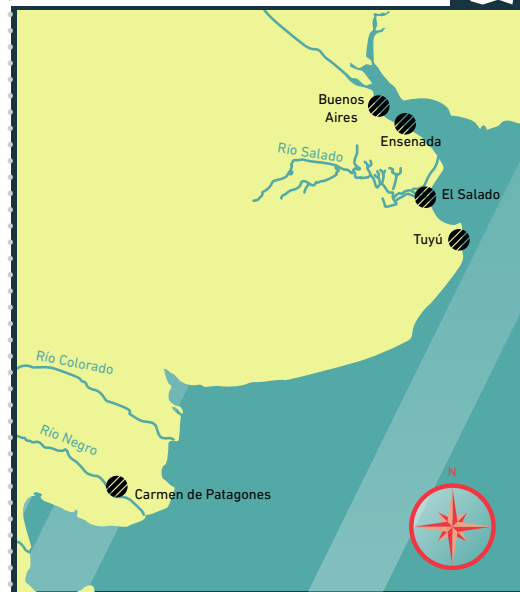 Buenos
Aires
Ensenada
Río Salado
El Salado
Tuyú
Río Colorado
Río Negro
Carmen de Patagones
N